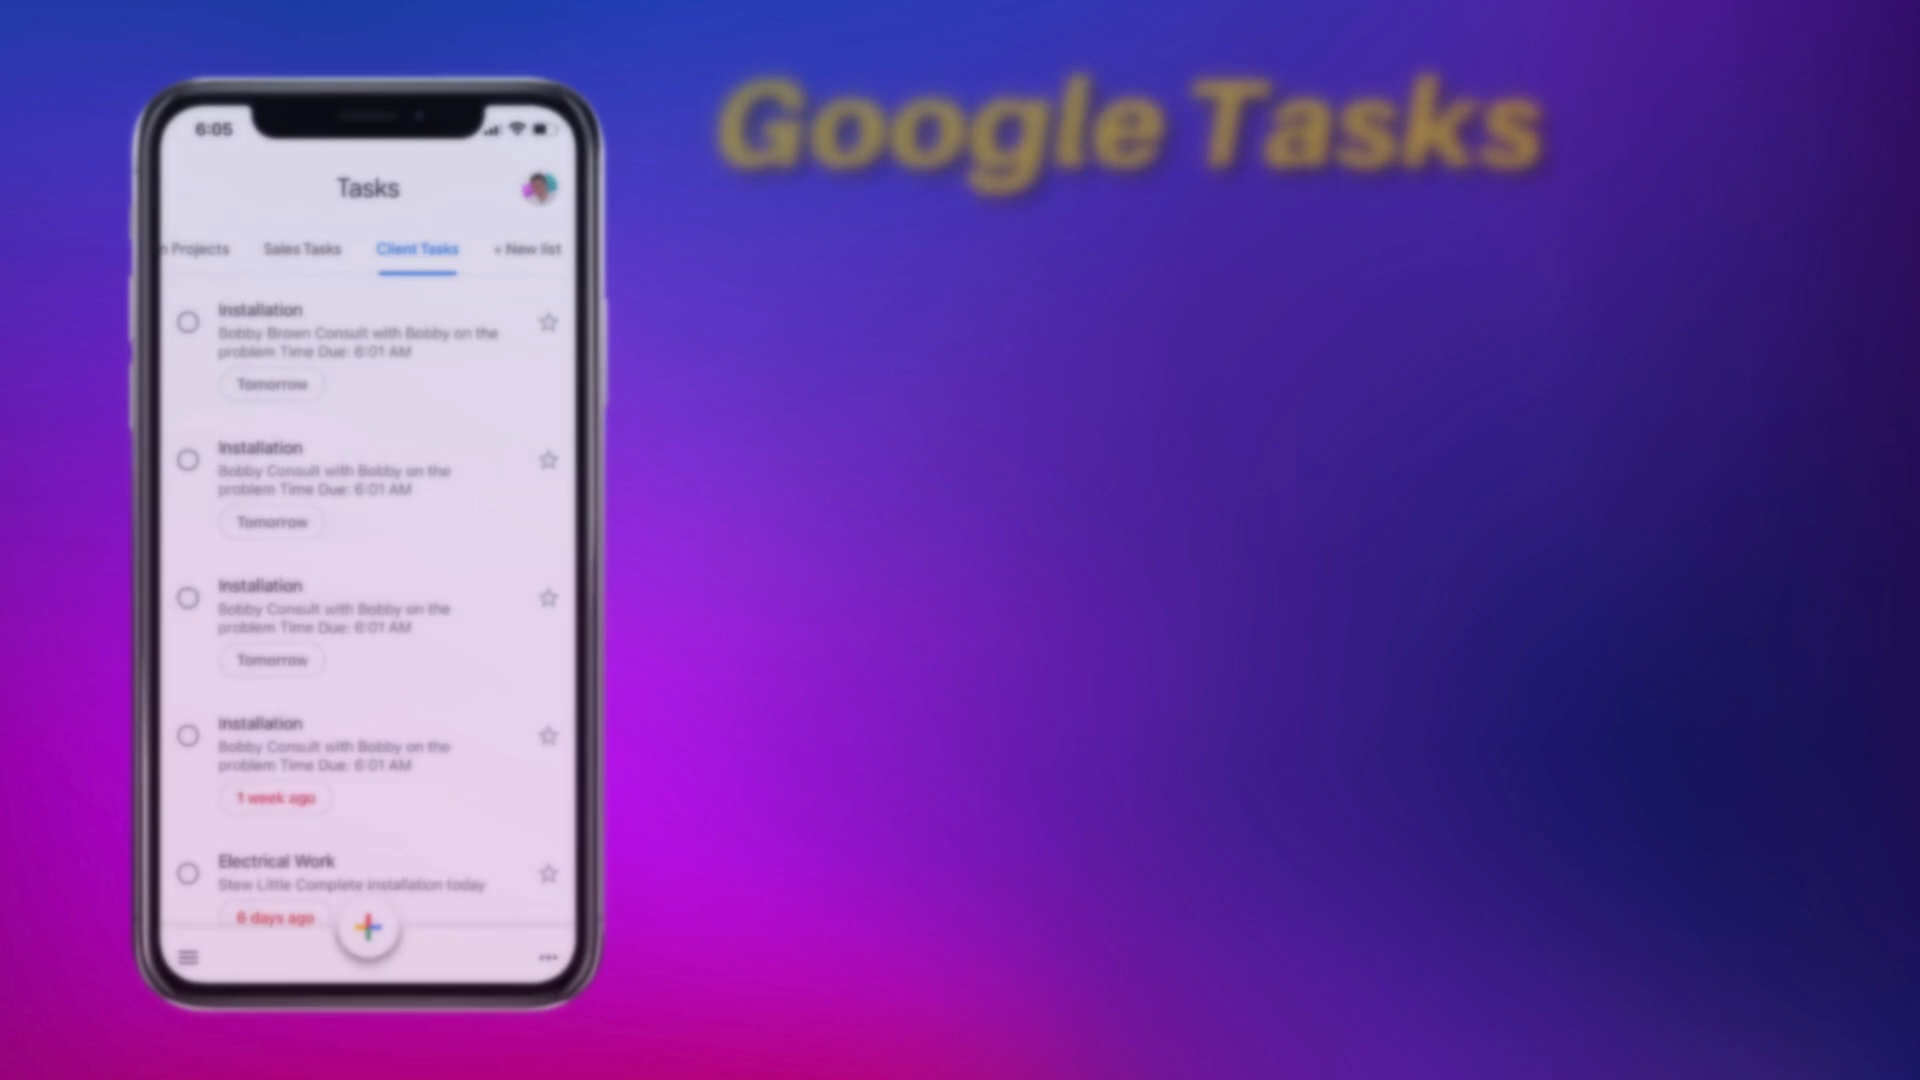 Google Tasks
6:05
Tasks
n Projects Sales Tasks Client Tasks + New list
Installation
Bobby Brown Consult with Bobby on the
problem Time Due: 6:01 AM
Tomorrow
Installation
Bobby Consult with Bobby on the
problem Time Due: 6:01 AM
Tomorrow
Installation
Bobby Consult with Bobby on the
problem Time Due: 6:01 AM
Tomorrow
Installation
Bobby Consult with Bobby on the
problem Time Due: 6:01 AM
1 week ago
Electrical Work
Stew Little Complete installation today
6 days ago